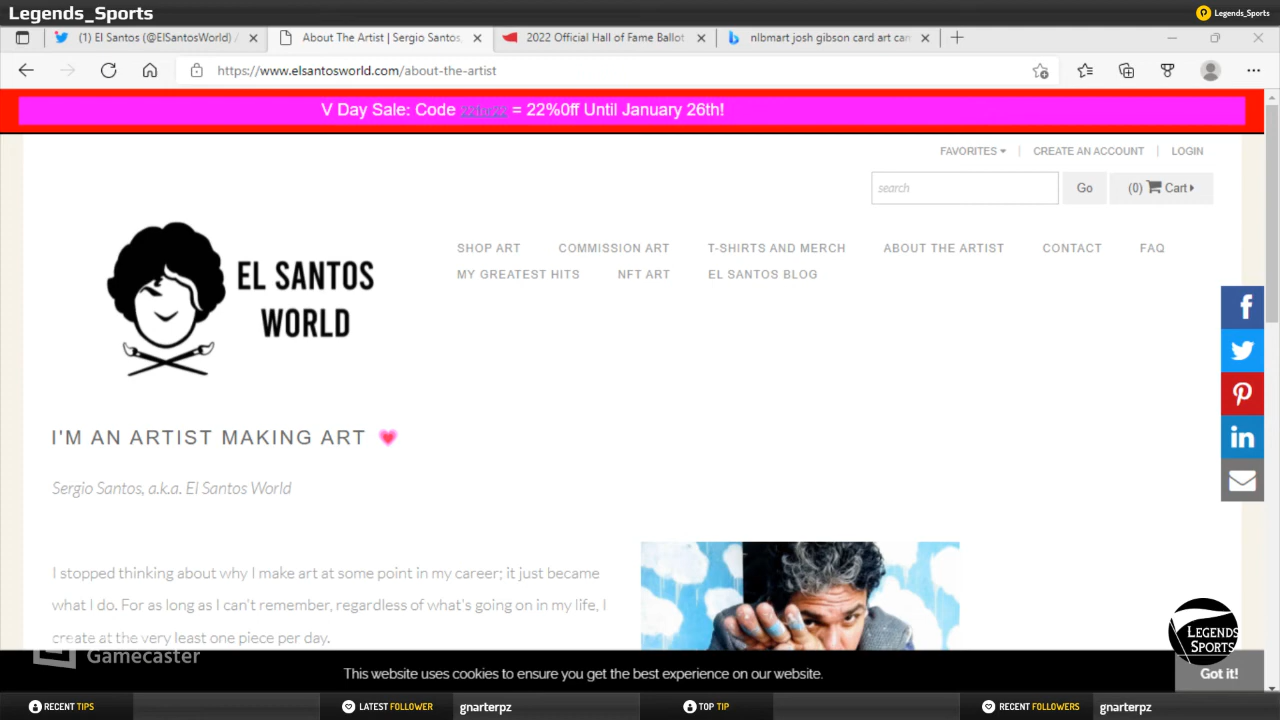 Legends_Sports
Legends_Sports
(1) El Santos (@ElSantosWorld) /
About The Artist | Sergio Santos,
2022 Official Hall of Fame Ballot
nlbmart josh gibson card art can
https://www.elsantosworld.com/about-the-artist
V Day Sale: Code 22for22 = 22%0ff Until January 26th!
FAVORITES
CREATE AN ACCOUNT
LOGIN
search
Go
(0) Cart
EL SANTOS
WORLD
SHOP ART
COMMISSION ART
T-SHIRTS AND MERCH
ABOUT THE ARTIST
CONTACT
FAQ
MY GREATEST HITS
NFT ART
EL SANTOS BLOG
I'M AN ARTIST MAKING ART
Sergio Santos, a.k.a. El Santos World
I stopped thinking about why I make art at some point in my career; it just became
what I do. For as long as I can't remember, regardless of what's going on in my life, I
create at the very least one piece per day.
LEGENDS
SPORTS
Gamecaster
This website uses cookies to ensure you get the best experience on our website.
Got it!
RECENT TIPS
LATEST FOLLOWER
gnarterpz
TOP TIP
RECENT FOLLOWERS
gnarterpz